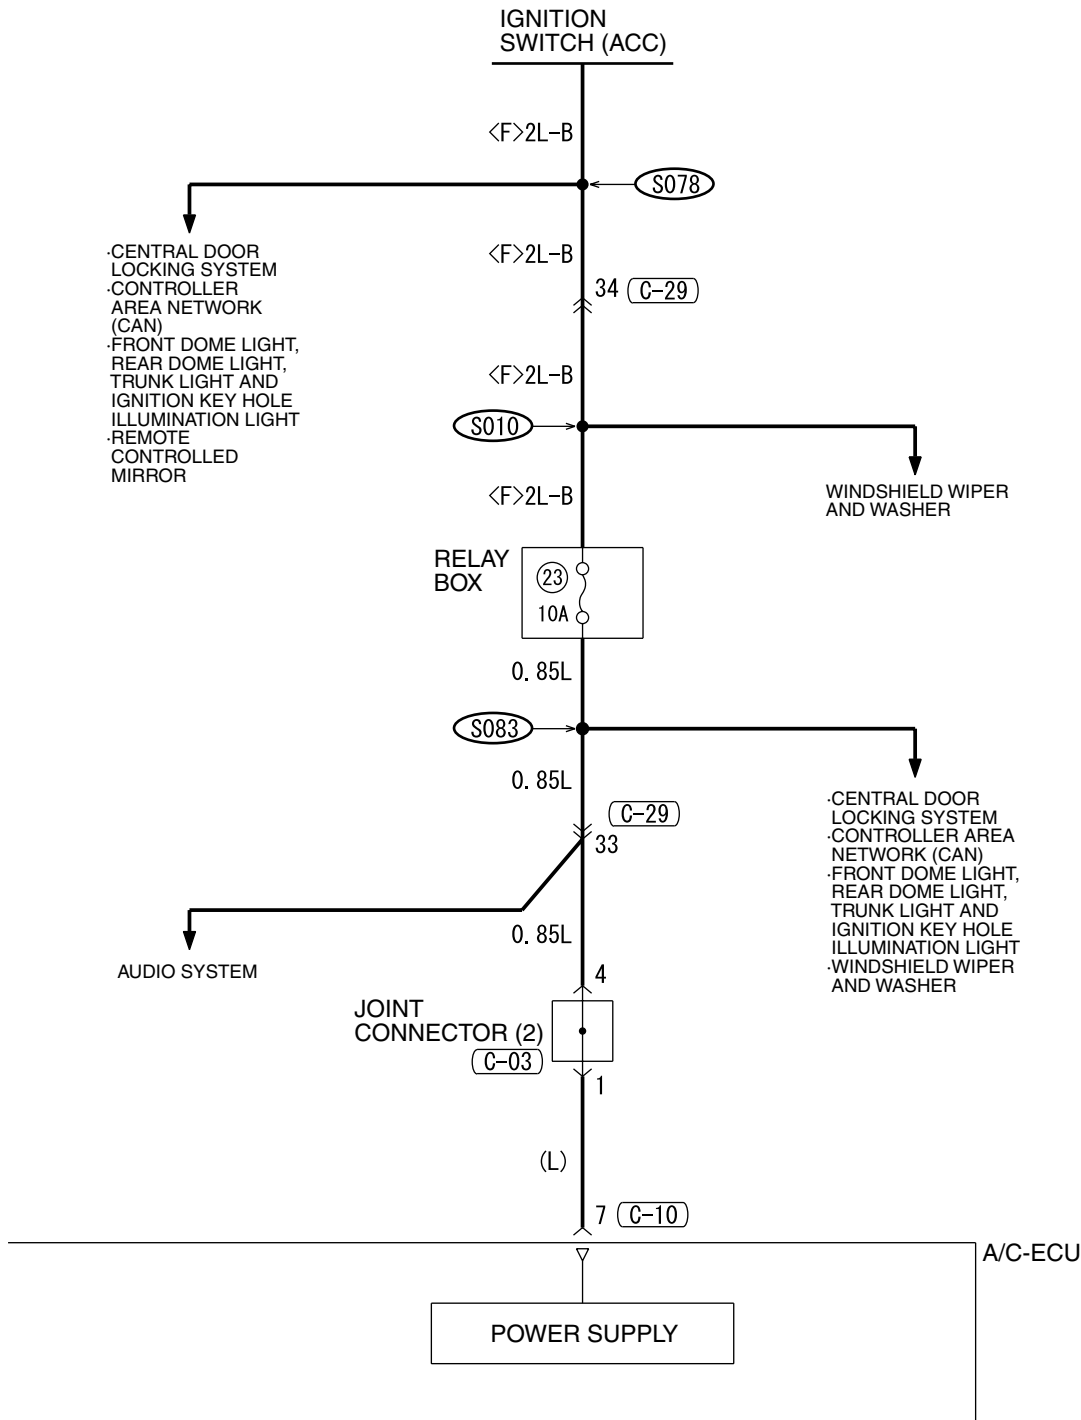 IGNITION
SWITCH (ACC)
<F>2L-B
S078
·CENTRAL DOOR
LOCKING SYSTEM
·CONTROLLER
AREA NETWORK
(CAN)
·FRONT DOME LIGHT,
REAR DOME LIGHT,
TRUNK LIGHT AND
IGNITION KEY HOLE
ILLUMINATION LIGHT
·REMOTE
CONTROLLED
MIRROR
<F>2L-B
34 C-29
<F>2L-B
S010
WINDSHIELD WIPER
AND WASHER
<F>2L-B
RELAY
BOX
23
10A
0.85L
S083
0.85L
·CENTRAL DOOR
LOCKING SYSTEM
·CONTROLLER AREA
NETWORK (CAN)
·FRONT DOME LIGHT,
REAR DOME LIGHT,
TRUNK LIGHT AND
IGNITION KEY HOLE
ILLUMINATION LIGHT
·WINDSHIELD WIPER
AND WASHER
C-29
33
AUDIO SYSTEM
0.85L
4
JOINT
CONNECTOR (2)
C-03
1
(L)
7 C-10
A/C-ECU
POWER SUPPLY